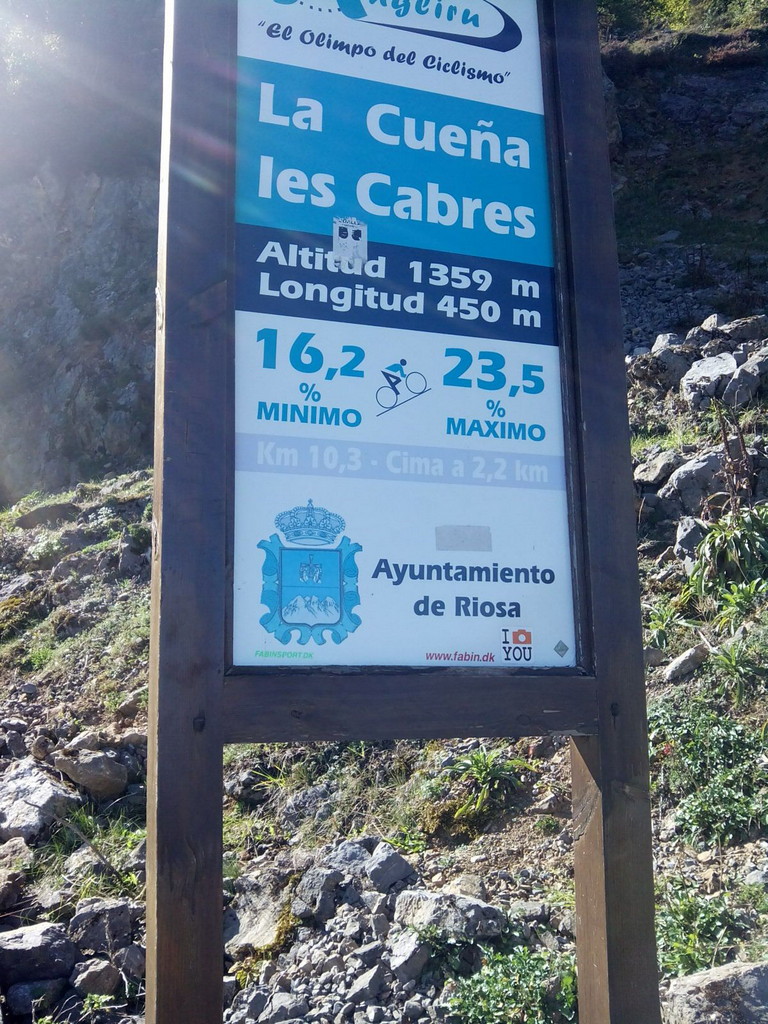 "El Olimpo del Ciclismo"
La Cueña
les Cabres
Altitud 1359 m
Longitud 450 m
16,2 % MINIMO
23,5 % MAXIMO
Km 10,3 - Cima a 2,2 km
Ayuntamiento
de Riosa
FABINSPORT.DK
www.fabin.dk
I YOU